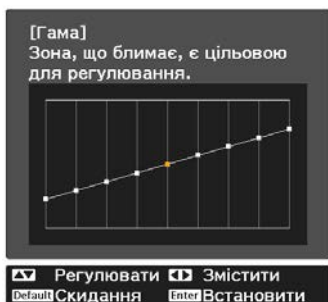 [Гама]
Зона, що блимає, є цільовою
для регулювання.
Регулювати Змістити
Default Скидання Enter Встановити